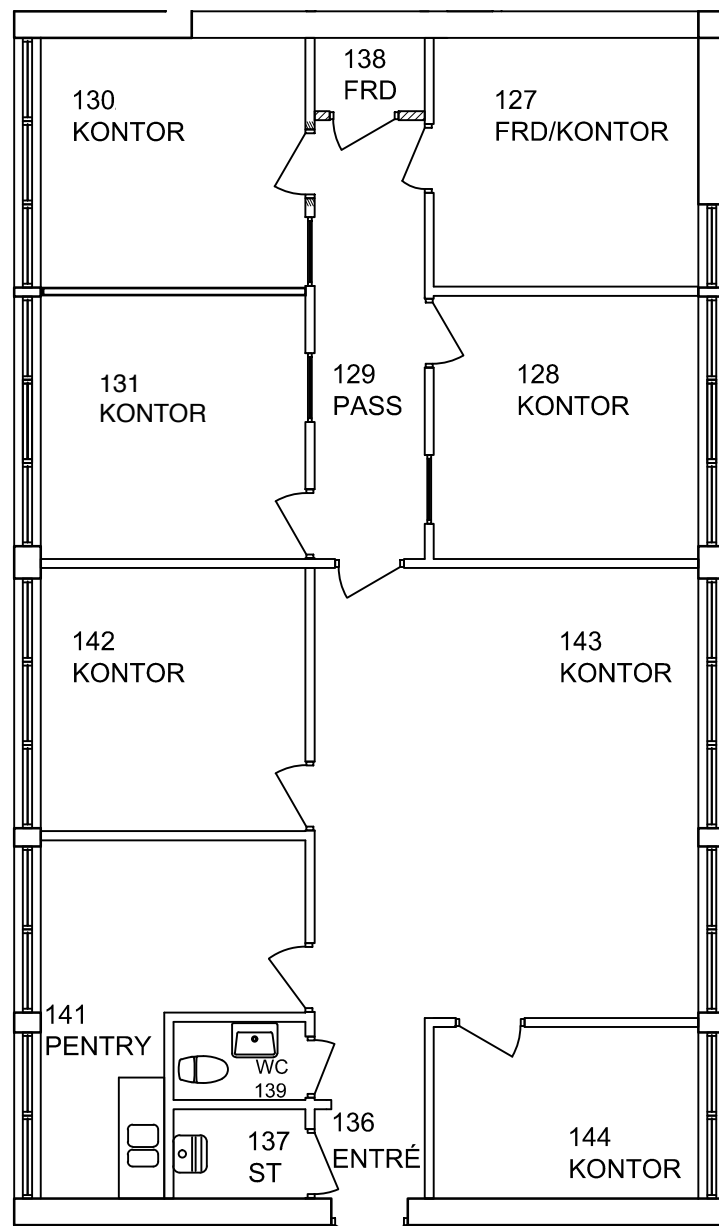 138
FRD
130
KONTOR
127
FRD/KONTOR
131
KONTOR
129
PASS
128
KONTOR
142
KONTOR
143
KONTOR
141
PENTRY
WC
139
137
ST
136
ENTRÉ
144
KONTOR